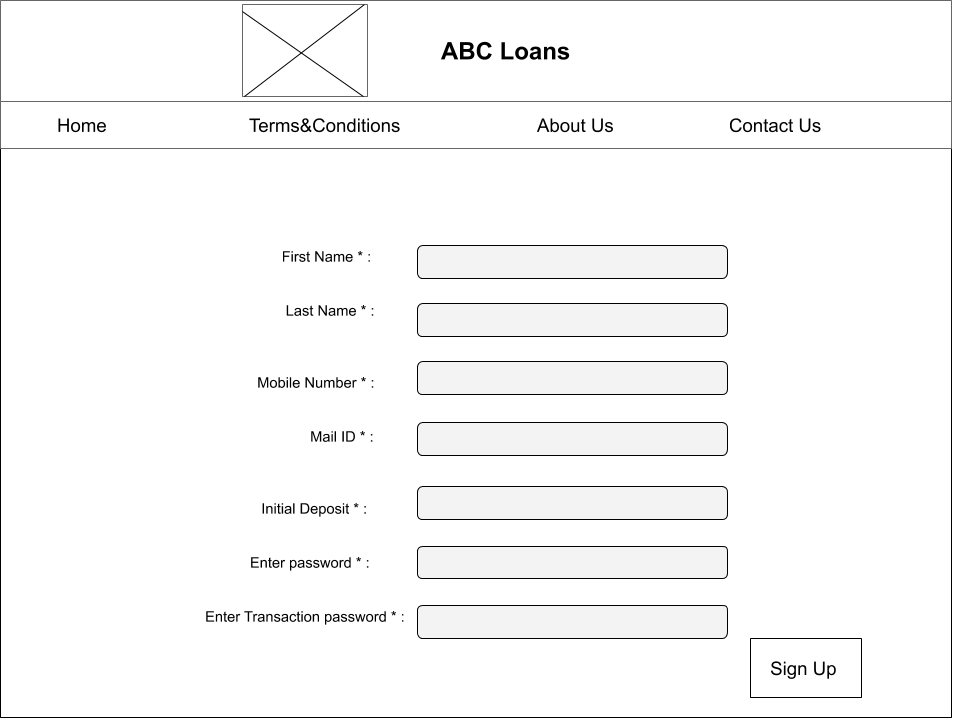 ABC Loans
Home Terms&Conditions About Us Contact Us
First Name * :
Last Name * :
Mobile Number * :
Mail ID * :
Initial Deposit * :
Enter password * :
Enter Transaction password * :
Sign Up